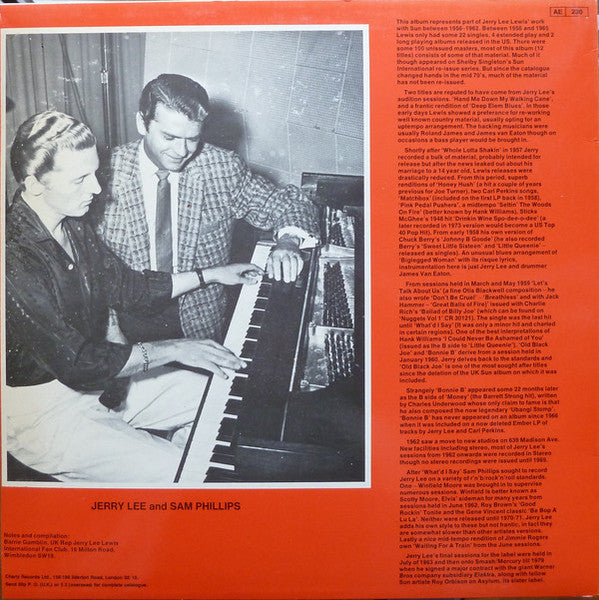 AE 236
This album represents part of Jerry Lee Lewis' work
with Sun between 1956-1962. Between 1956 and 1965
Lewis only had some 22 singles, 4 extended play and 2
long playing albums released in the US. There were
some 100 unissued masters, most of this album (12
titles) consists of some of that material. Much of it
though appeared on Shelby Singleton's Sun
International re-issue series. But since the catalogue
changed hands in the mid 70's, much of the material
has not been re-issued.
Two titles are reputed to have come from Jerry Lee's
audition sessions. 'Hand Me Down My Walking Cane',
and a frantic rendition of 'Deep Elem Blues'. In those
early days Lewis showed a preference for re-working
well known country material, usually opting for an
uptempo arrangement. The backing musicians were
usually Roland James and James van Eaton though on
occasions a bass player would be brought in.
Shortly after 'Whole Lotta Shakin' in 1957 Jerry
recorded a bulk of material, probably intended for
release but after the news leaked out about his
marriage to a 14 year old, Lewis releases were
drastically reduced. From this period, superb
renditions of 'Honey Hush' (a hit a couple of years
previous for Joe Turner), two Carl Perkins songs,
'Matchbox' (included on the first LP back in 1958),
'Pink Pedal Pushers', a midtempo 'Settin' The Woods
On Fire' (better known by Hank Williams), Sticks
McGhee's 1948 hit 'Drinkin Wine Spo-dee-o-dee' (a
later recorded in 1973 version would become a US Top
40 Pop Hit). From early 1958 his own version of
Chuck Berry's 'Johnny B Goode' (he also recorded
Berry's 'Sweet Little Sixteen' and 'Little Queenie'
released as singles). An unusual blues arrangement of
'Biglegged Woman' with its risque lyrics,
instrumentation here is just Jerry Lee and drummer
James Van Eaton.
From sessions held in March and May 1959 'Let's
Talk About Us' (a fine Otis Blackwell composition - he
also wrote 'Don't Be Cruel' - 'Breathless' and with Jack
Hammer - 'Great Balls of Fire)' issued with Charlie
Rich's 'Ballad of Billy Joe' (which can be found on
'Nuggets Vol 1' CR 30121). The single was the last hit
until 'What'd I Say' (It was only a minor hit and charted
in certain regions). One of the best interpretations of
Hank Williams 'I Could Never Be Ashamed of You'
(issued as the B side to 'Little Queenie'). 'Old Black
Joe' and 'Bonnie B' derive from a session held in
January 1960. Jerry delves back to the standards and
'Old Black Joe' is one of the most sought after titles
since the deletion of the UK Sun album on which it was
included.
Strangely 'Bonnie B' appeared some 22 months later
as the B side of 'Money' (the Barrett Strong hit), written
by Charles Underwood whose only claim to fame is that
he also composed the now legendary 'Ubangi Stomp'.
'Bonnie B' has never appeared on an album since 1966
when it was included on a now deleted Ember LP of
tracks by Jerry Lee and Carl Perkins.
1962 saw a move to new studios on 639 Madison Ave.
New facilities including stereo, most of Jerry Lee's
sessions from 1962 onwards were recorded in Stereo
though no stereo recordings were issued until 1969.
After 'What'd I Say' Sam Phillips sought to record
Jerry Lee on a variety of r'n'b/rock'n'roll standards.
One - Winfield Moore was brought in to supervise
numerous sessions. Winfield is better known as
Scotty Moore, Elvis' sideman for many years from
sessions held in June 1962, Roy Brown's 'Good
Rockin' Tonite and the Gene Vincent classic 'Be Bop A
Lu La'. Neither were released until 1970-71. Jerry Lee
adds his own style to these but not frantic, in fact they
are somewhat slower than other artistes versions.
Lastly a nice mid-tempo rendition of Jimmie Rogers
own 'Waiting For A Train' from the June sessions.
Jerry Lee's final sessions for the label were held in
July of 1963 and then onto Smash/Mercury till 1979
when he signed a major contract with the giant Warner
Bros company subsidiary Elektra, along with fellow
Sun artiste Roy Orbison on Asylum, its sister label.
JERRY LEE and SAM PHILLIPS
Notes and compilation:
Barrie Gamblin, UK Rep Jerry Lee Lewis
International Fan Club, 16 Milton Road,
Wimbledon SW19.
Charly Records Ltd., 156-166 Ilderton Road, London SE 15.
Send 50p P.O. (U.K.) or $.2 (overseas) for complete catalogue.